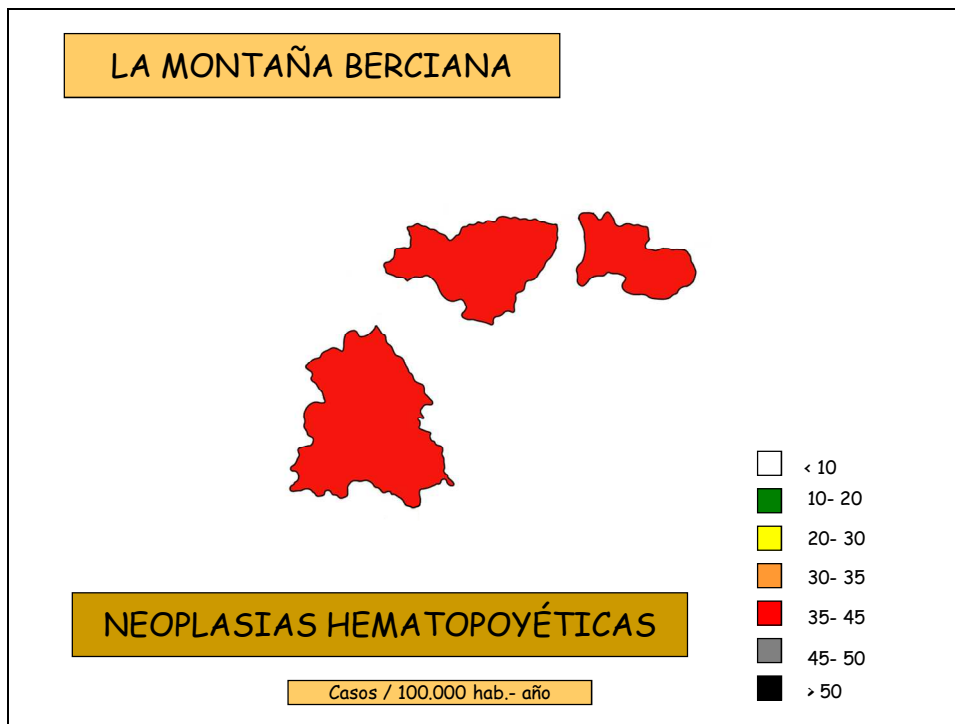 LA MONTAÑA BERCIANA
< 10
10- 20
20- 30
30- 35
35- 45
45- 50
> 50
NEOPLASIAS HEMATOPOYÉTICAS
Casos / 100.000 hab.- año